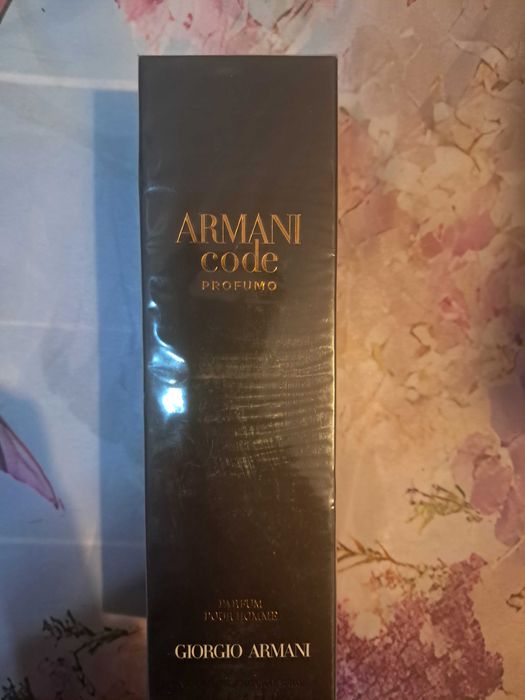 ARMANI
code
PROFUMO
PARFUM
POUR HOMME
GIORGIO ARMANI